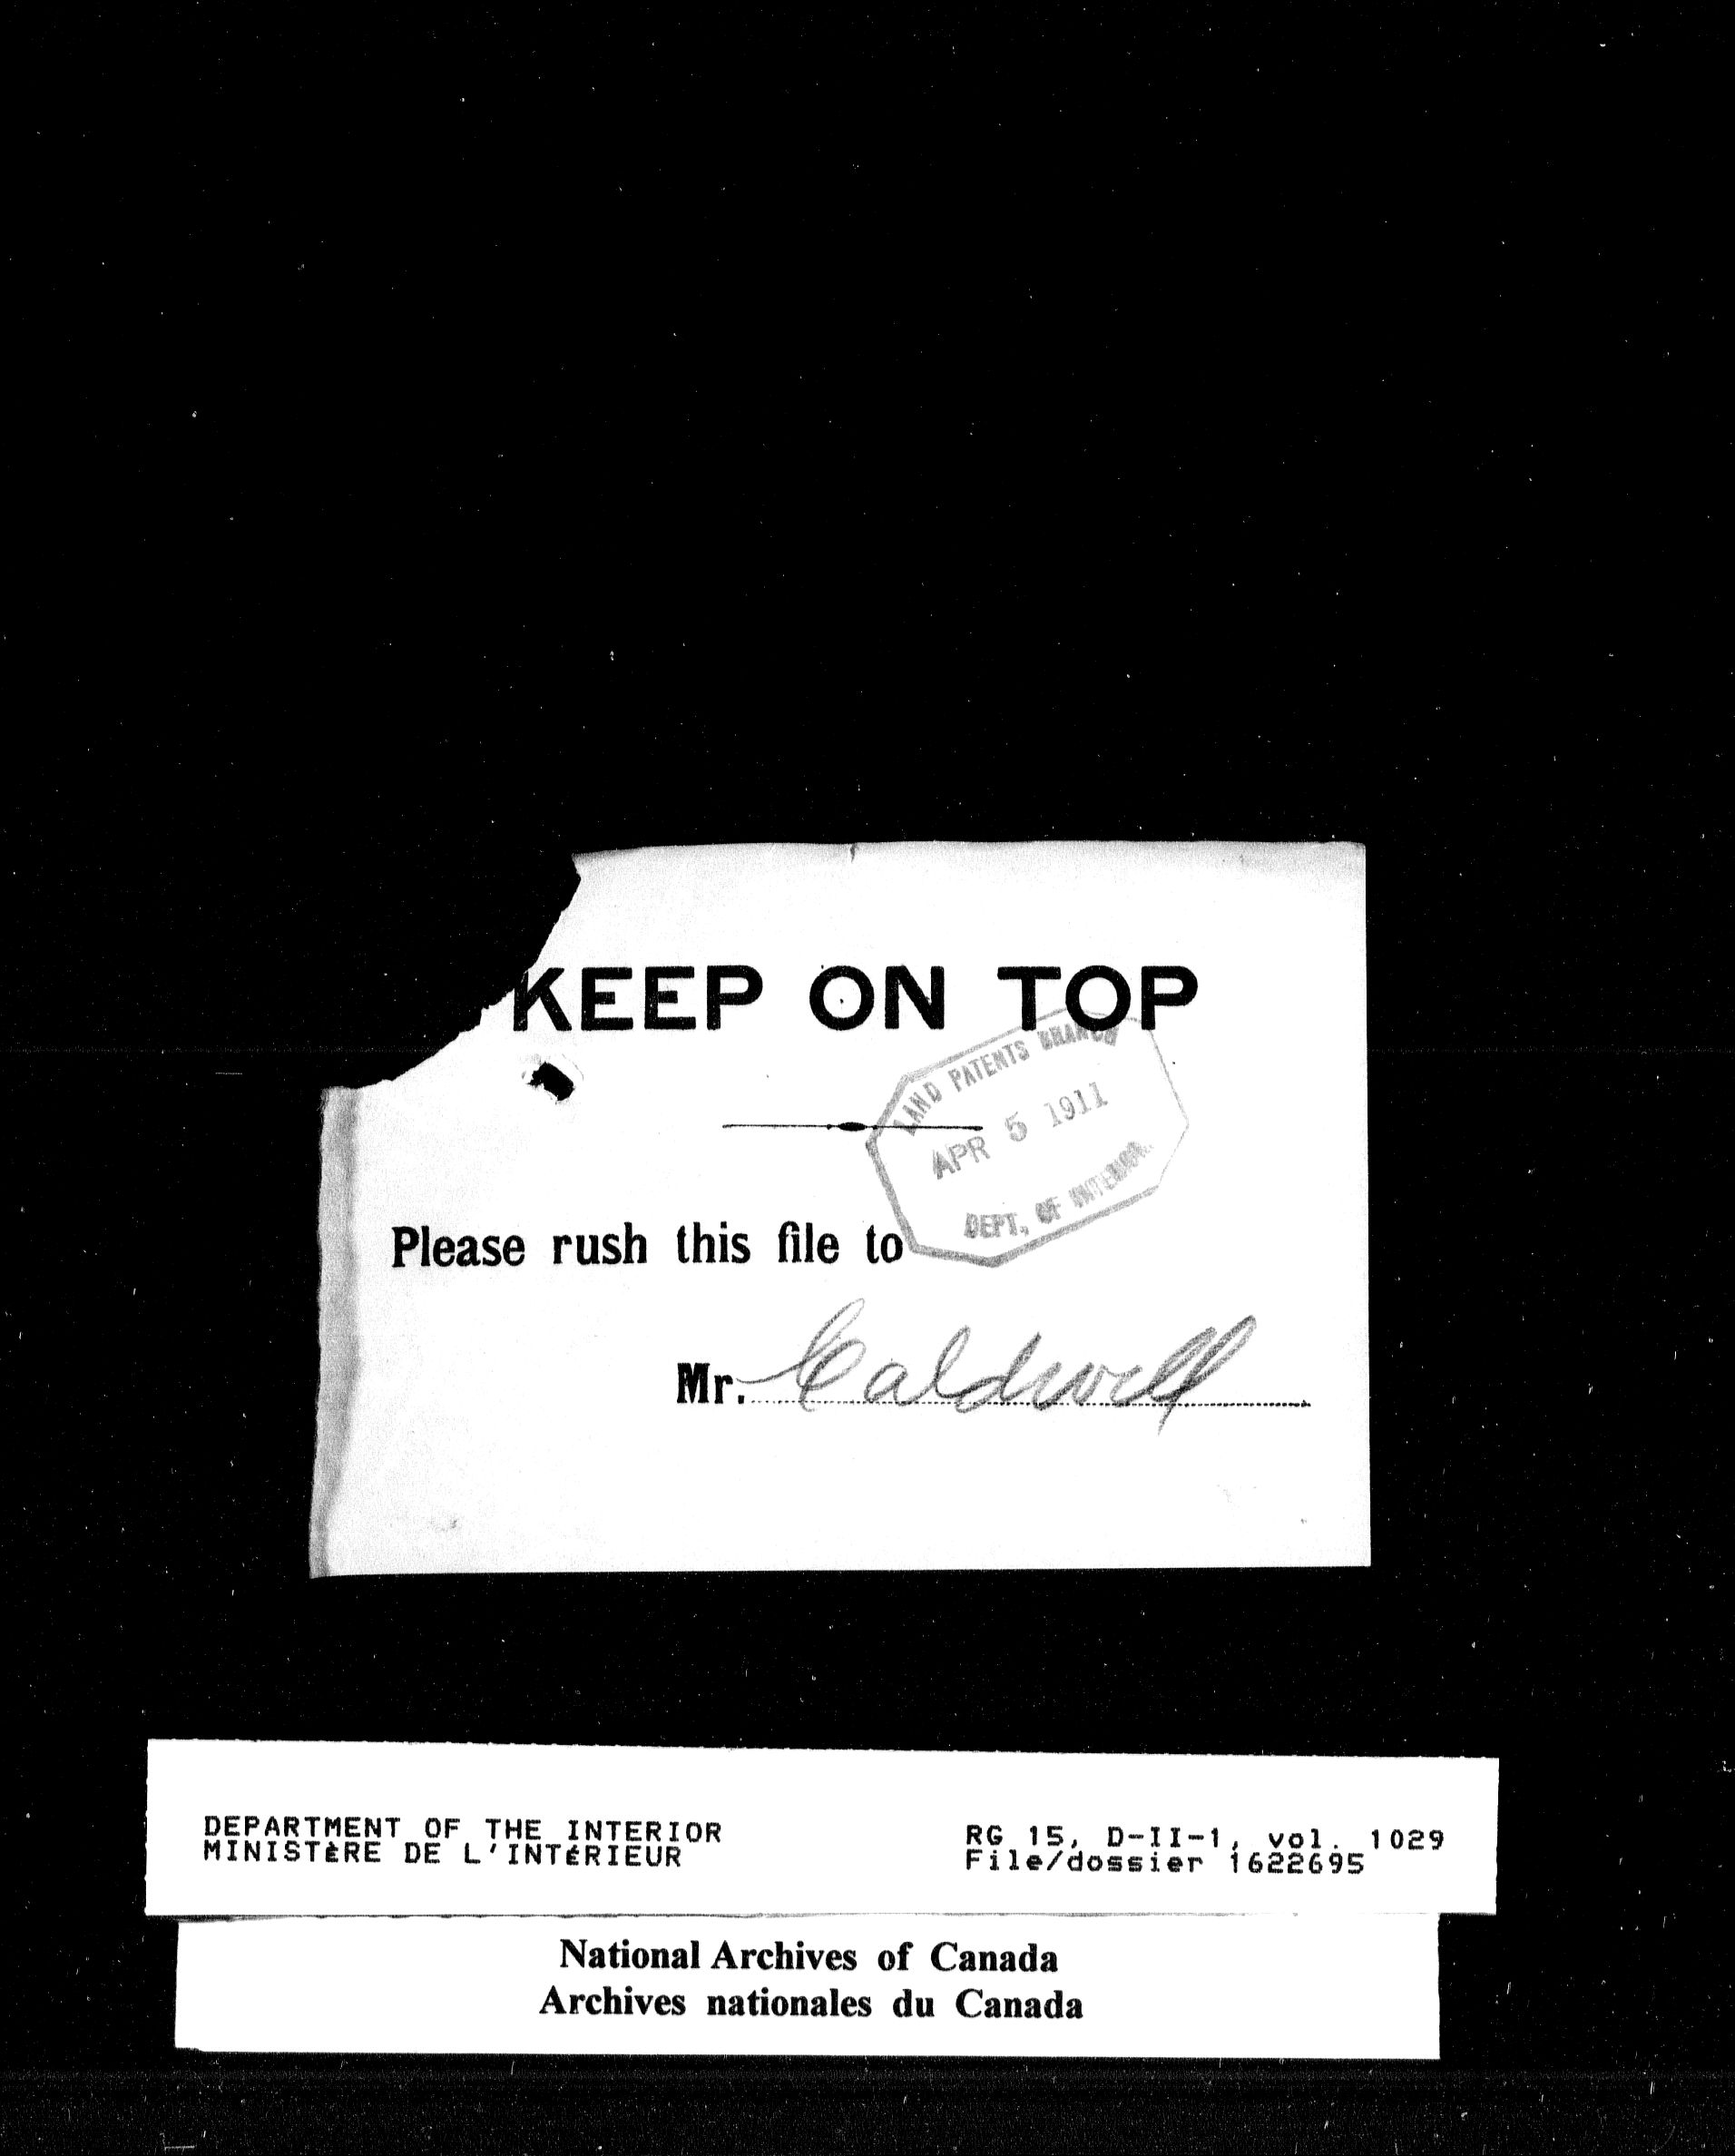 KEEP ON TOP
LAND PATENTS BRANCH
APR 5 1911
DEPT. OF INTERIOR.
Please rush this file to
Mr. Caldwell
DEPARTMENT OF THE INTERIOR
MINISTÈRE DE L'INTÉRIEUR
RG 15, D-II-1, vol. 1029
File/dossier 1622695
National Archives of Canada
Archives nationales du Canada